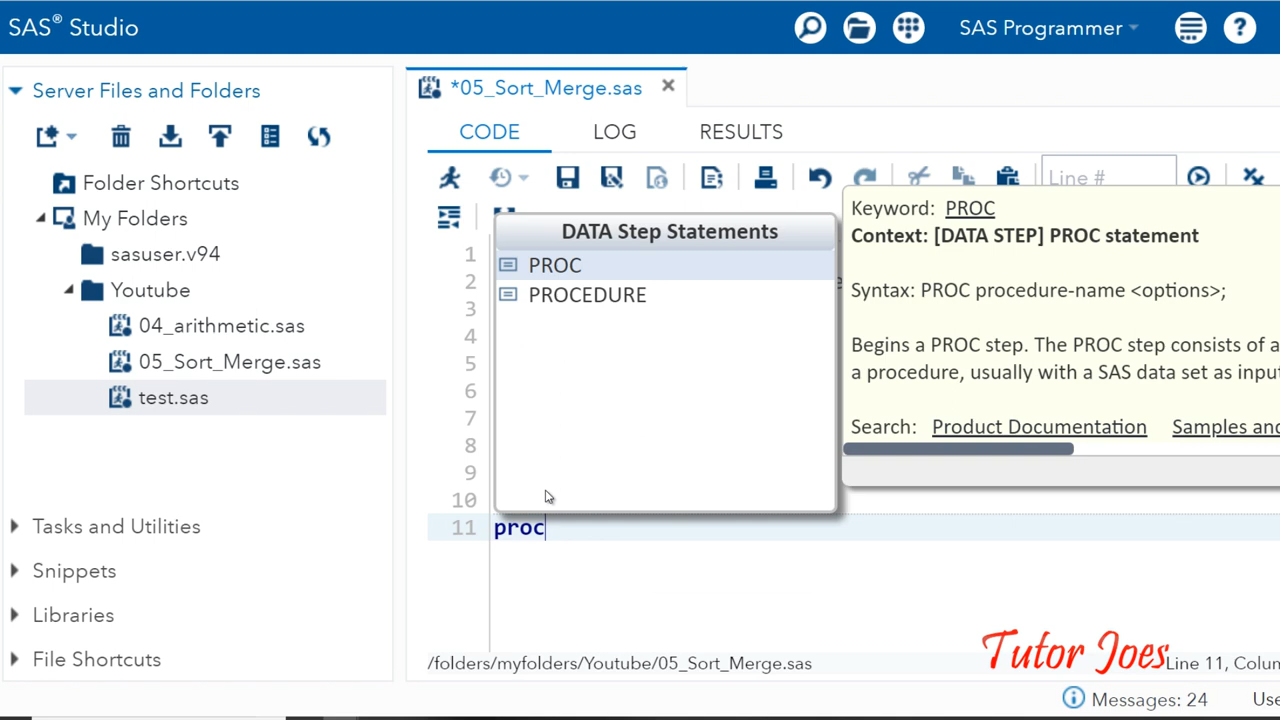 SAS® Studio
SAS Programmer
Server Files and Folders
Folder Shortcuts
My Folders
sasuser.v94
Youtube
04_arithmetic.sas
05_Sort_Merge.sas
test.sas
Tasks and Utilities
Snippets
Libraries
File Shortcuts
*05_Sort_Merge.sas
CODE LOG RESULTS
Line #
DATA Step Statements
PROC
PROCEDURE
Keyword: PROC
Context: [DATA STEP] PROC statement
Syntax: PROC procedure-name <options>;
Begins a PROC step. The PROC step consists of a
a procedure, usually with a SAS data set as input
Search: Product Documentation Samples and
1
2
3
4
5
6
7
8
9
10
11 proc
Tutor Joes
/folders/myfolders/Youtube/05_Sort_Merge.sas Line 11, Colum
Messages: 24 Use